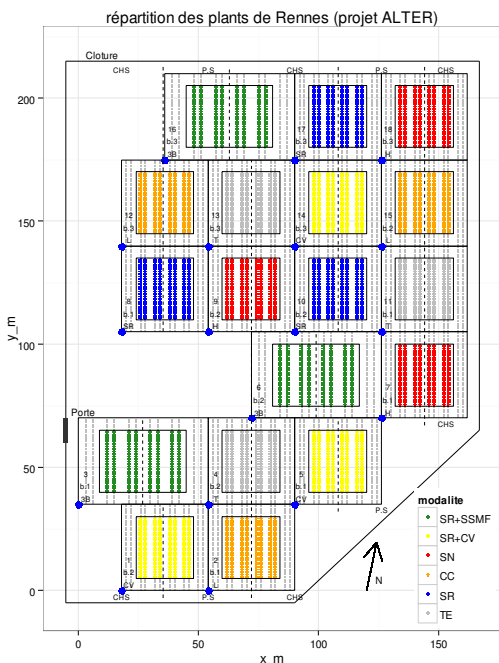 répartition des plants de Rennes (projet ALTER)
Cloture
CHS P.S CHS P.S CHS
200
16 17 18
b.3 b.3 b.3
3B SR H
150
12 13 14 15
b.3 b.3 b.3 b.2
L T CV L
8 9 10 11
b.1 b.2 b.2 b.1
SR H SR T
y_m
100
6 7
b.2 b.1
3B H
CHS
Porte
50
3 4 5
b.1 b.2 b.1
3B T CV
P.S
1 2
b.2 b.1
CV L
0
CHS P.S CHS
N
modalite
SR+SSMF
SR+CV
SN
CC
SR
TE
0 50 100 150
x_m